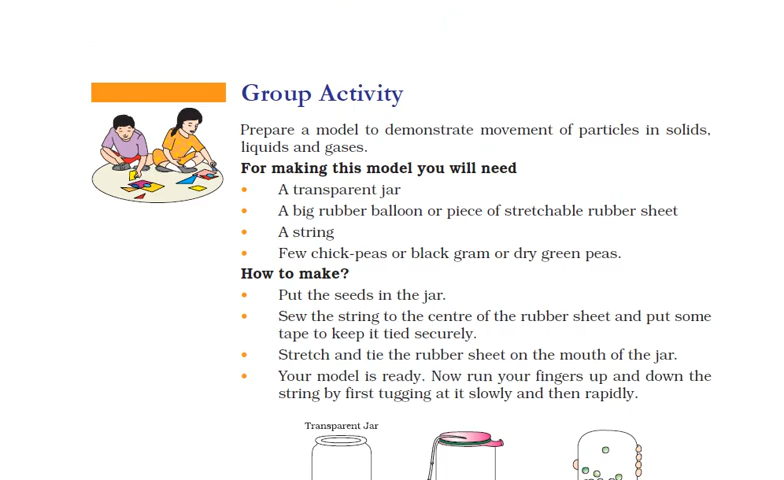 Group Activity
Prepare a model to demonstrate movement of particles in solids,
liquids and gases.
For making this model you will need
• A transparent jar
• A big rubber balloon or piece of stretchable rubber sheet
• A string
• Few chick-peas or black gram or dry green peas.
How to make?
• Put the seeds in the jar.
• Sew the string to the centre of the rubber sheet and put some
tape to keep it tied securely.
• Stretch and tie the rubber sheet on the mouth of the jar.
• Your model is ready. Now run your fingers up and down the
string by first tugging at it slowly and then rapidly.
Transparent Jar